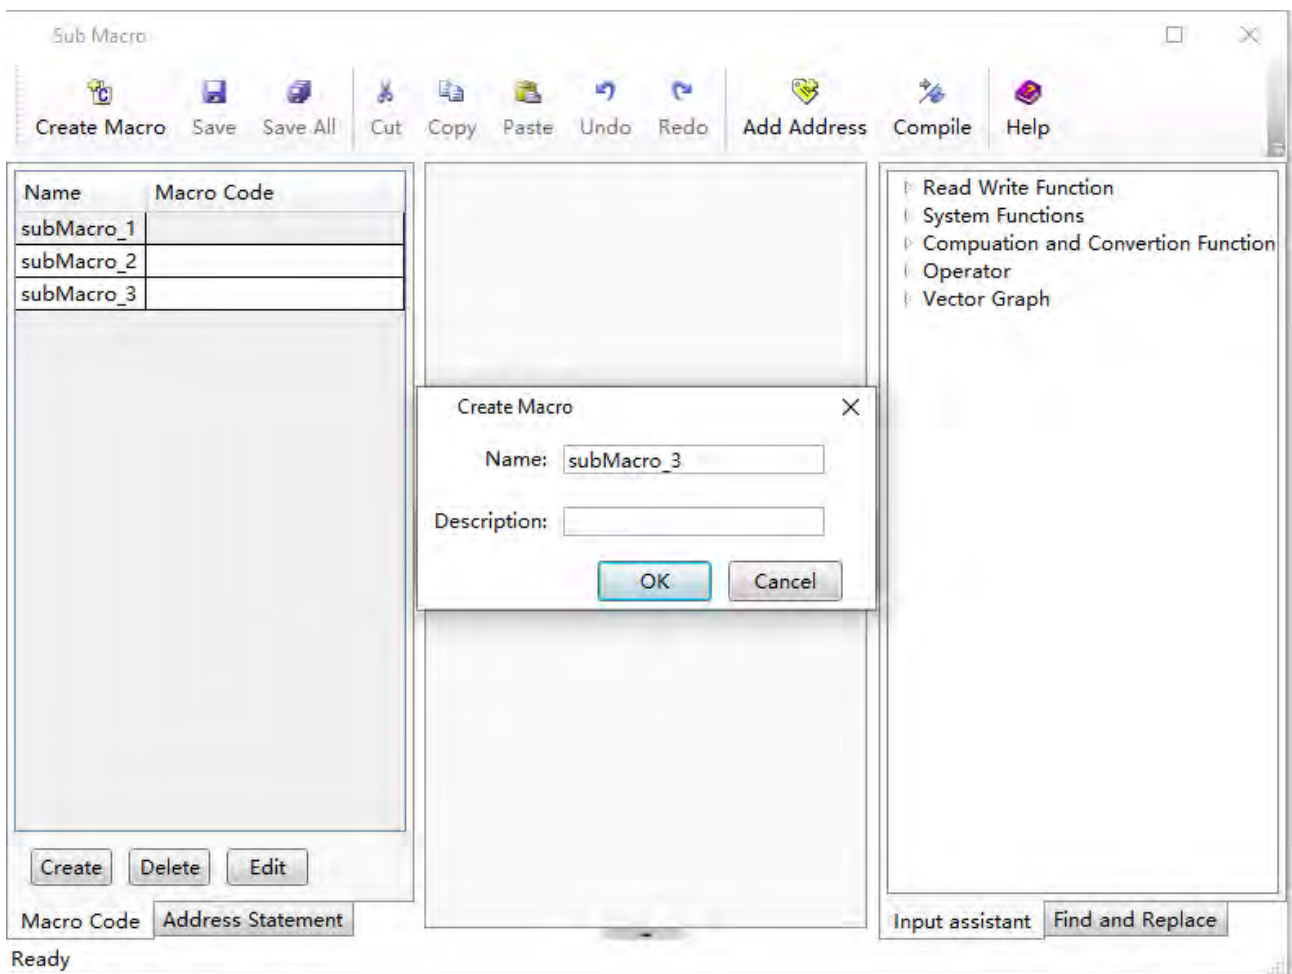 Sub Macro
Create Macro Save Save All Cut Copy Paste Undo Redo Add Address Compile Help
Name Macro Code
subMacro_1
subMacro_2
subMacro_3
Create Delete Edit
Macro Code Address Statement
Create Macro
Name: subMacro_3
Description:
OK Cancel
Read Write Function
System Functions
Compuation and Convertion Function
Operator
Vector Graph
Input assistant Find and Replace
Ready